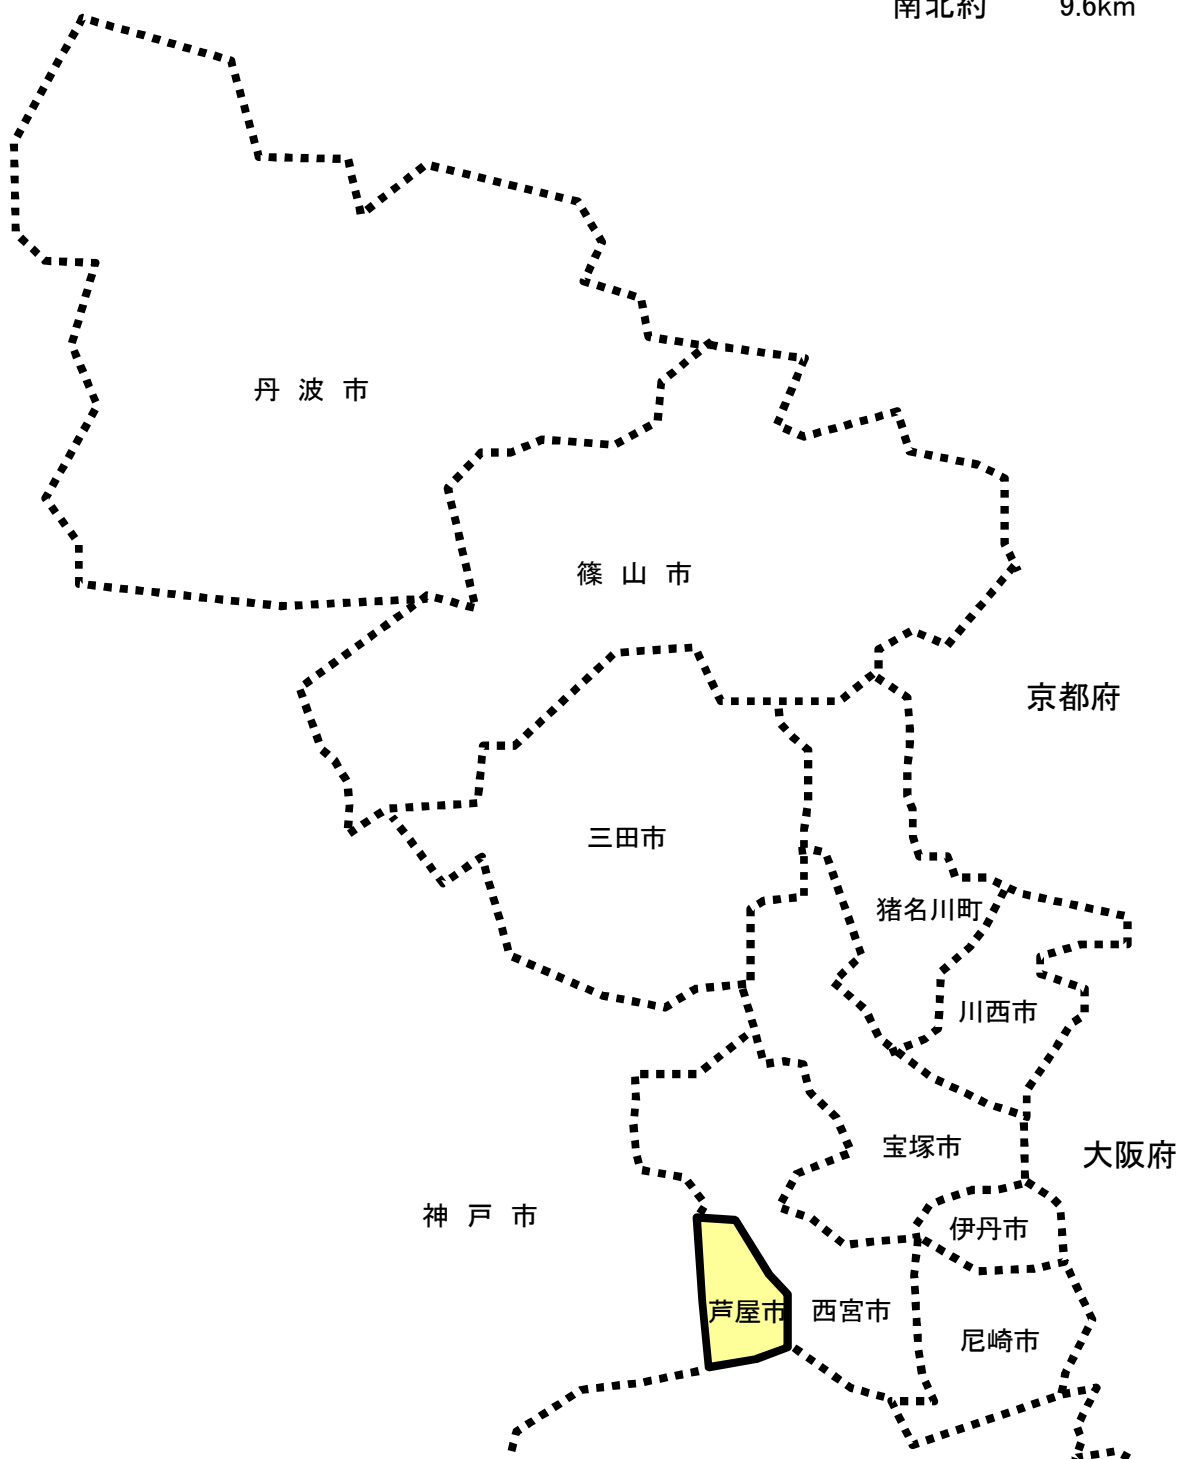 南北約 9.6km
丹 波 市
篠 山 市
京都府
三田市
猪名川町
川西市
宝塚市
大阪府
神 戸 市
伊丹市
芦屋市
西宮市
尼崎市